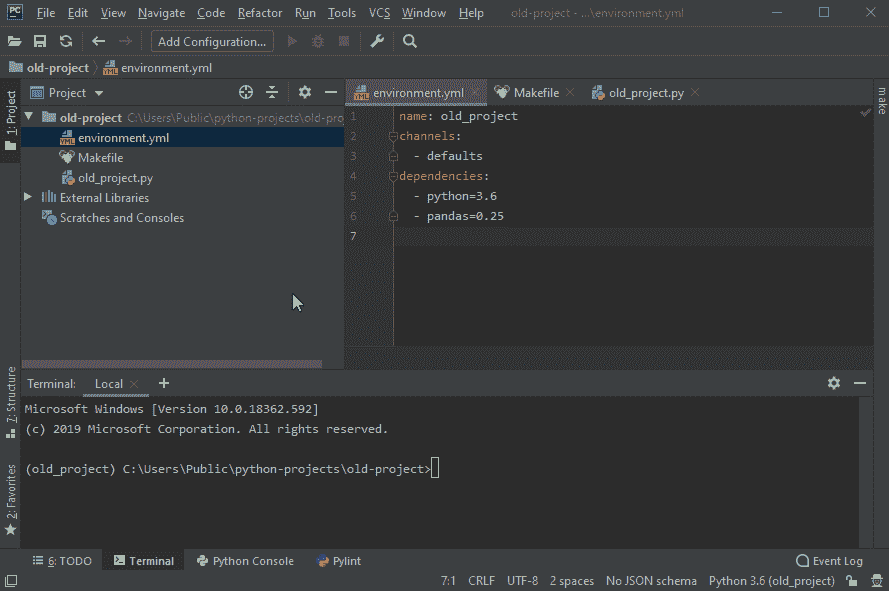 PC File Edit View Navigate Code Refactor Run Tools VCS Window Help old-project - ...\environment.yml
Add Configuration...
old-project environment.yml
Project
environment.yml Makefile old_project.py
1: Project
make
old-project C:\Users\Public\python-projects\old-pro
environment.yml
Makefile
old_project.py
External Libraries
Scratches and Consoles
1 name: old_project
2 channels:
3 - defaults
4 dependencies:
5 - python=3.6
6 - pandas=0.25
7
7: Structure
2: Favorites
Terminal: Local
Microsoft Windows [Version 10.0.18362.592]
(c) 2019 Microsoft Corporation. All rights reserved.
(old_project) C:\Users\Public\python-projects\old-project>
6: TODO Terminal Python Console Pylint Event Log
7:1 CRLF UTF-8 2 spaces No JSON schema Python 3.6 (old_project)